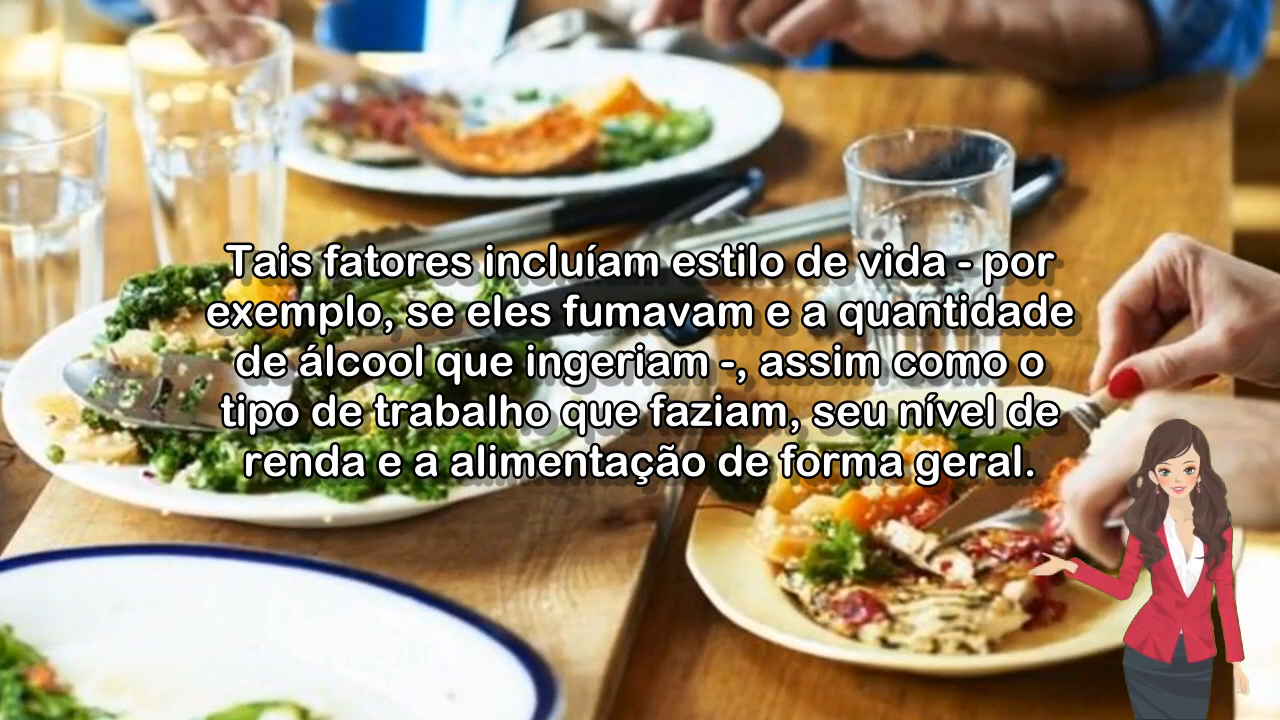 Tais fatores incluíam estilo de vida - por
exemplo, se eles fumavam e a quantidade
de álcool que ingeriam -, assim como o
tipo de trabalho que faziam, seu nível de
renda e a alimentação de forma geral.